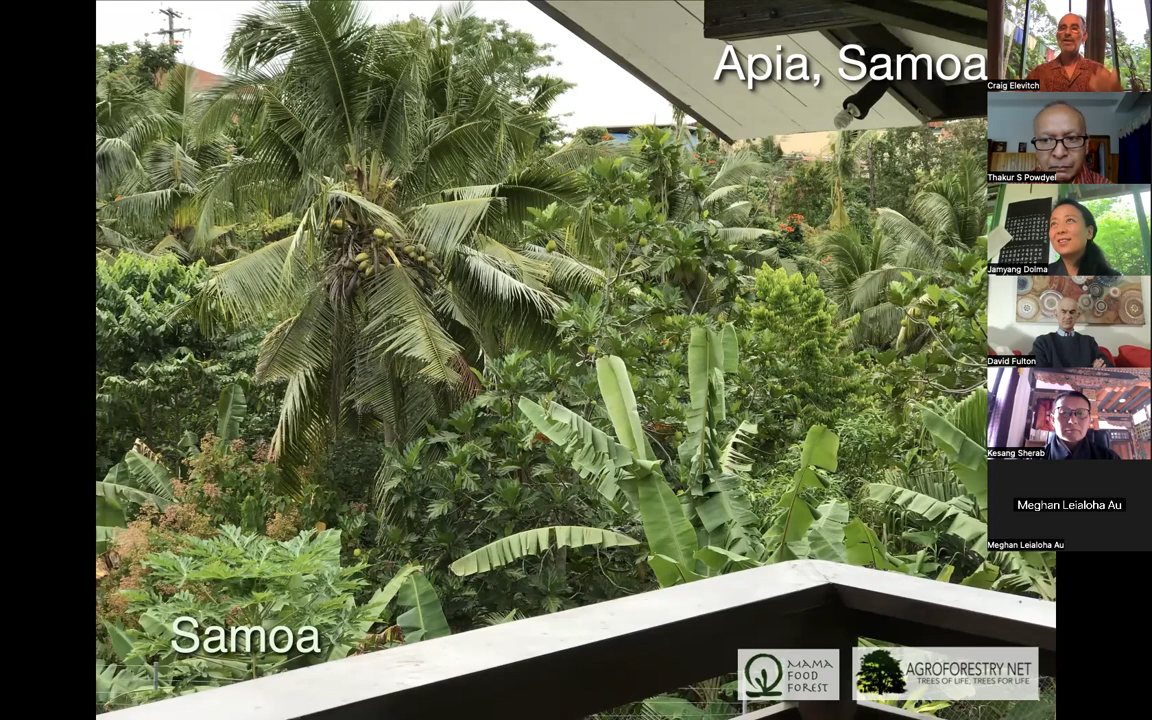 Apia, Samoa
Samoa
MAMA
FOOD
FOREST
AGROFORESTRY NET
TREES OF LIFE, TREES FOR LIFE
Craig Elevitch
Thakur S Powdyel
Jamyang Dolma
David Fulton
Kesang Sherab
Meghan Leialoha Au
Meghan Leialoha Au